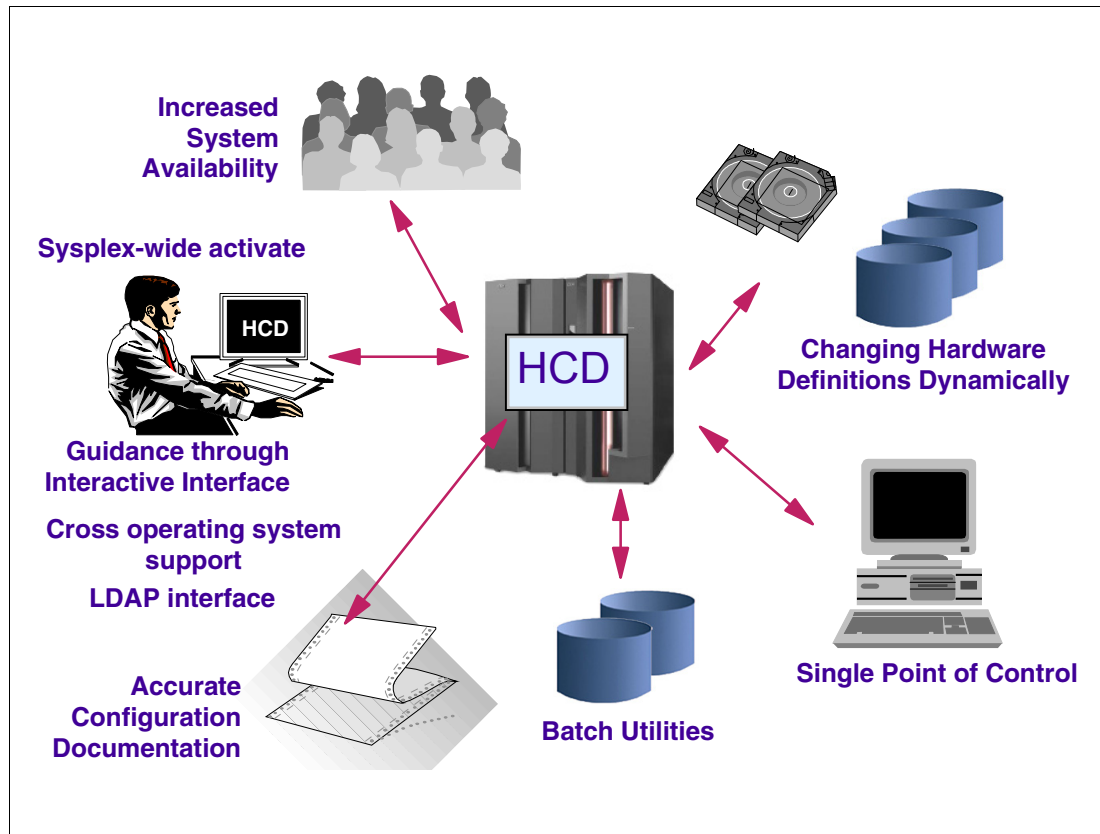 Increased
System
Availability
Sysplex-wide activate
HCD
HCD
Changing Hardware
Definitions Dynamically
Guidance through
Interactive Interface
Cross operating system
support
LDAP interface
Single Point of Control
Accurate
Configuration
Documentation
Batch Utilities